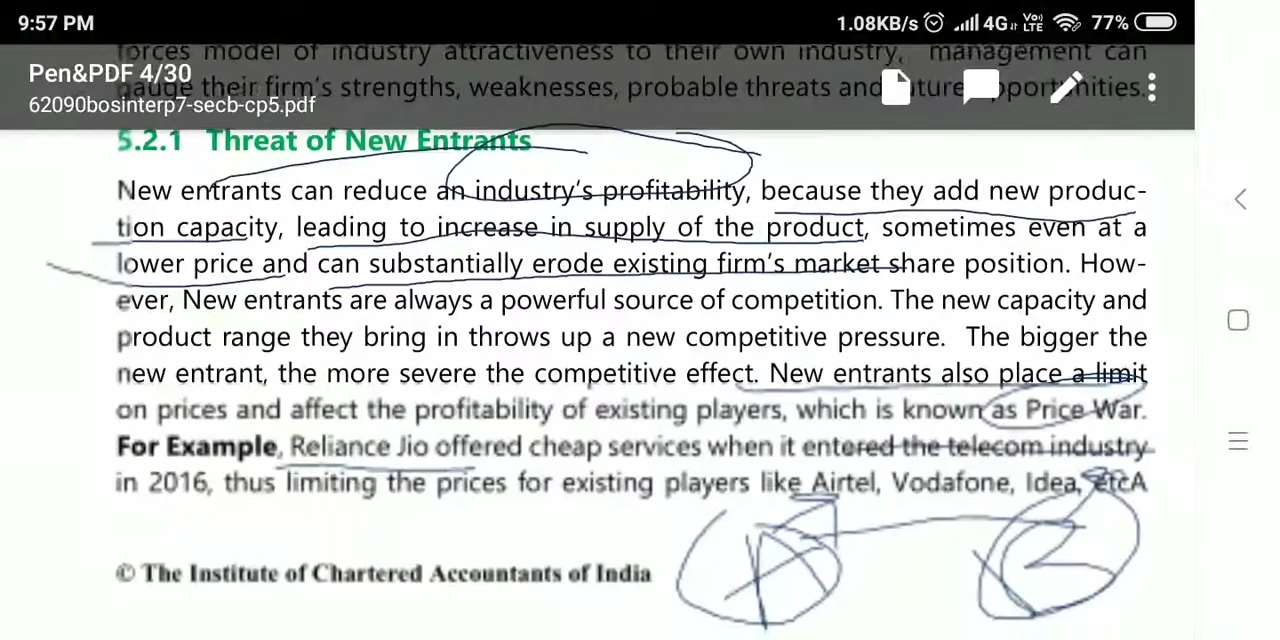 9:57 PM 1.08KB/s 4G Vo) LTE 77%
forces model of industry attractiveness to their own industry, management can
Pen&PDF 4/30
gauge their firm's strengths, weaknesses, probable threats and future opportunities.
62090bosinterp7-secb-cp5.pdf
5.2.1 Threat of New Entrants
New entrants can reduce an industry's profitability, because they add new produc-
tion capacity, leading to increase in supply of the product, sometimes even at a
lower price and can substantially erode existing firm's market share position. How-
ever, New entrants are always a powerful source of competition. The new capacity and
product range they bring in throws up a new competitive pressure. The bigger the
new entrant, the more severe the competitive effect. New entrants also place a limit
on prices and affect the profitability of existing players, which is known as Price War.
For Example, Reliance Jio offered cheap services when it entered the telecom industry
in 2016, thus limiting the prices for existing players like Airtel, Vodafone, Idea, etcA
© The Institute of Chartered Accountants of India